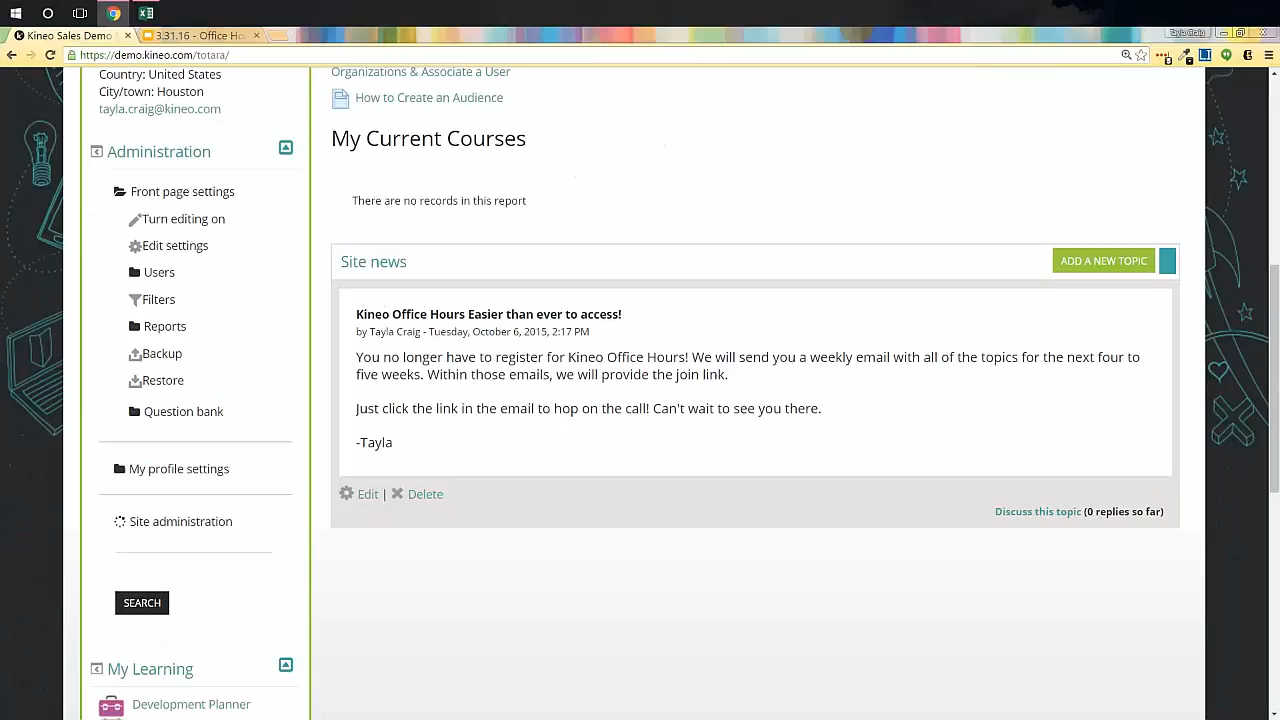 Kineo Sales Demo
3.31.16 - Office Ho
Tayla Craig
https://demo.kineo.com/totara/
Country: United States
City/town: Houston
tayla.craig@kineo.com
Administration
Front page settings
Turn editing on
Edit settings
Users
Filters
Reports
Backup
Restore
Question bank
My profile settings
Site administration
SEARCH
My Learning
Development Planner
Organizations & Associate a User
How to Create an Audience
My Current Courses
There are no records in this report
Site news
ADD A NEW TOPIC
Kineo Office Hours Easier than ever to access!
by Tayla Craig - Tuesday, October 6, 2015, 2:17 PM
You no longer have to register for Kineo Office Hours! We will send you a weekly email with all of the topics for the next four to
five weeks. Within those emails, we will provide the join link.
Just click the link in the email to hop on the call! Can't wait to see you there.
-Tayla
Edit | Delete
Discuss this topic (0 replies so far)